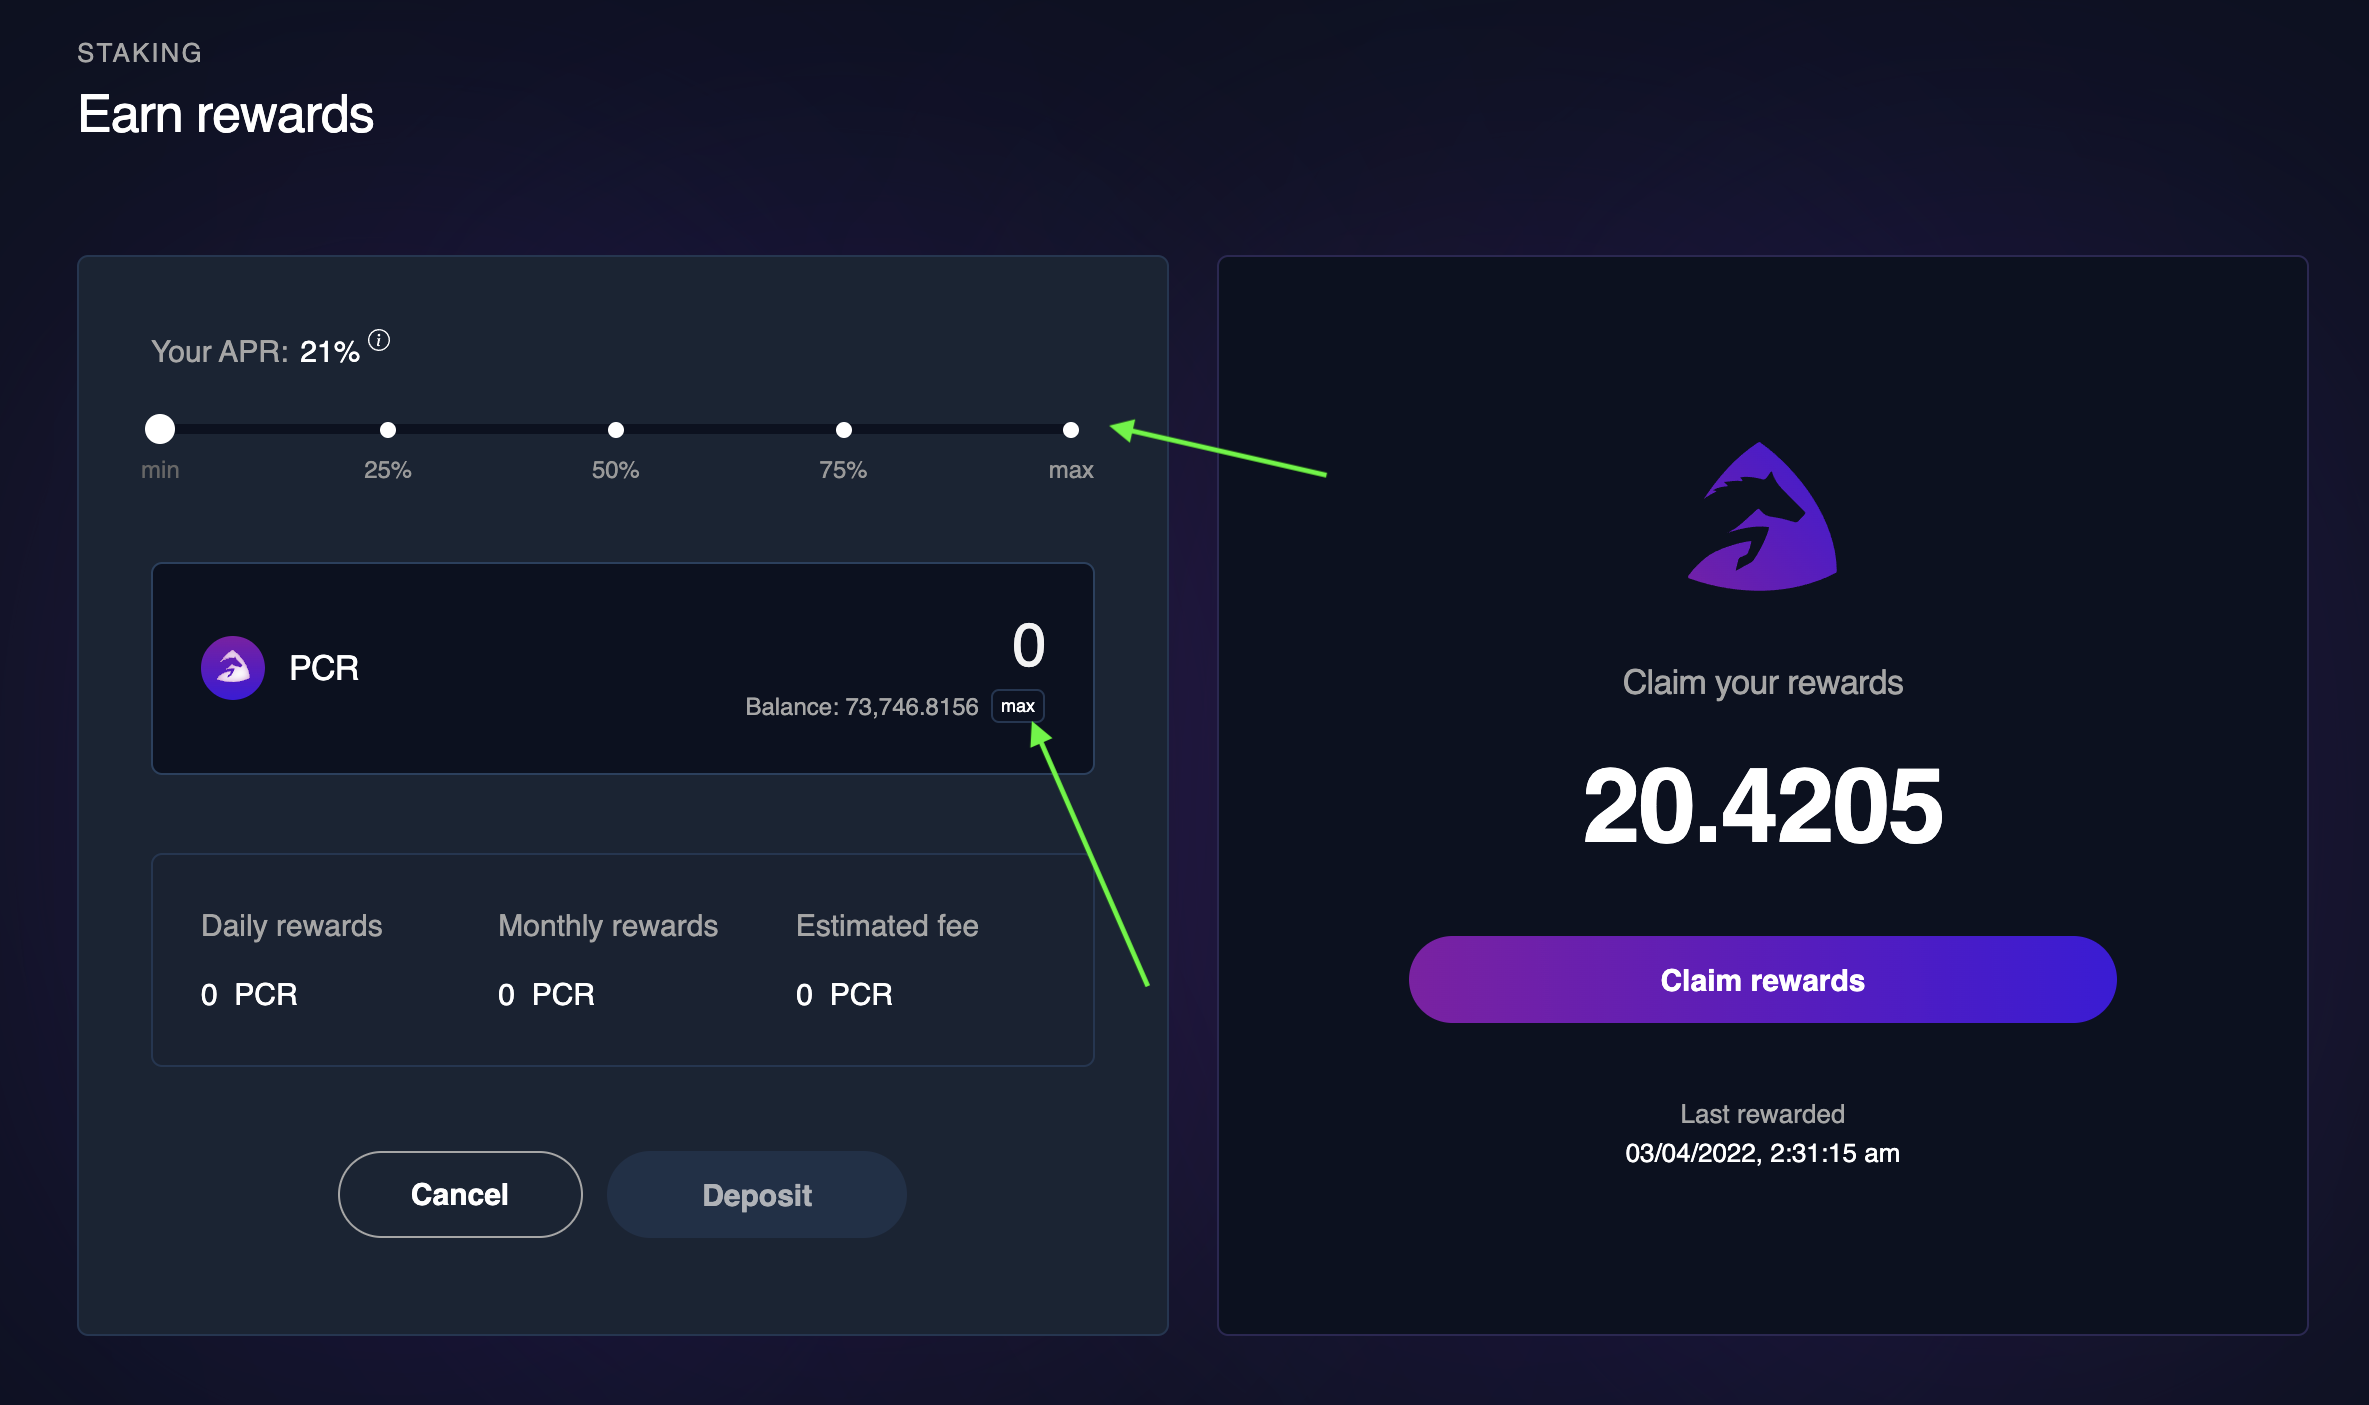 STAKING
Earn rewards
Your APR: 21% i
min 25% 50% 75% max
PCR
0
Balance: 73,746.8156 max
Daily rewards Monthly rewards Estimated fee
0 PCR 0 PCR 0 PCR
Cancel Deposit
Claim your rewards
20.4205
Claim rewards
Last rewarded
03/04/2022, 2:31:15 am